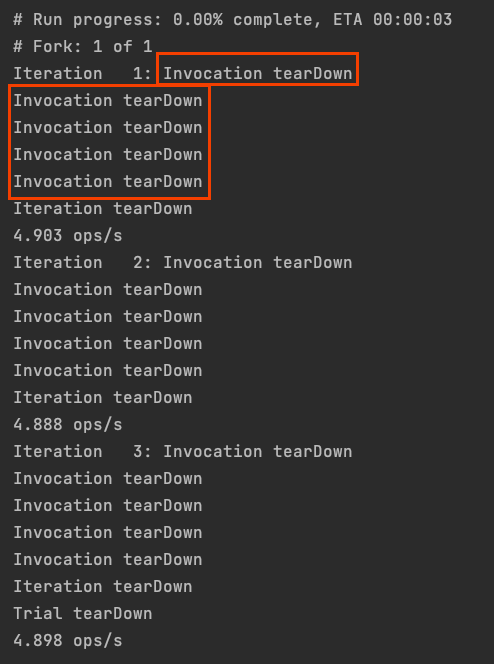 # Run progress: 0.00% complete, ETA 00:00:03
# Fork: 1 of 1
Iteration   1: Invocation tearDown
Invocation tearDown
Invocation tearDown
Invocation tearDown
Invocation tearDown
Iteration tearDown
4.903 ops/s
Iteration   2: Invocation tearDown
Invocation tearDown
Invocation tearDown
Invocation tearDown
Invocation tearDown
Iteration tearDown
4.888 ops/s
Iteration   3: Invocation tearDown
Invocation tearDown
Invocation tearDown
Invocation tearDown
Invocation tearDown
Iteration tearDown
Trial tearDown
4.898 ops/s